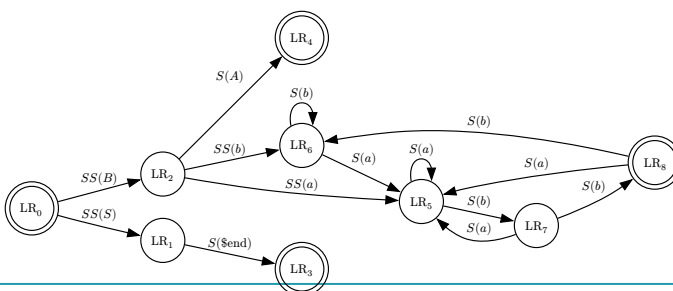 LR₄
S(A)
S(b)
S(b)
LR₆
SS(b)
S(a)
S(a)
S(a)
LR₈
SS(B)
LR₂
SS(a)
S(b)
S(b)
LR₅
LR₀
SS(S)
S(a)
LR₇
LR₁
S($end)
LR₃